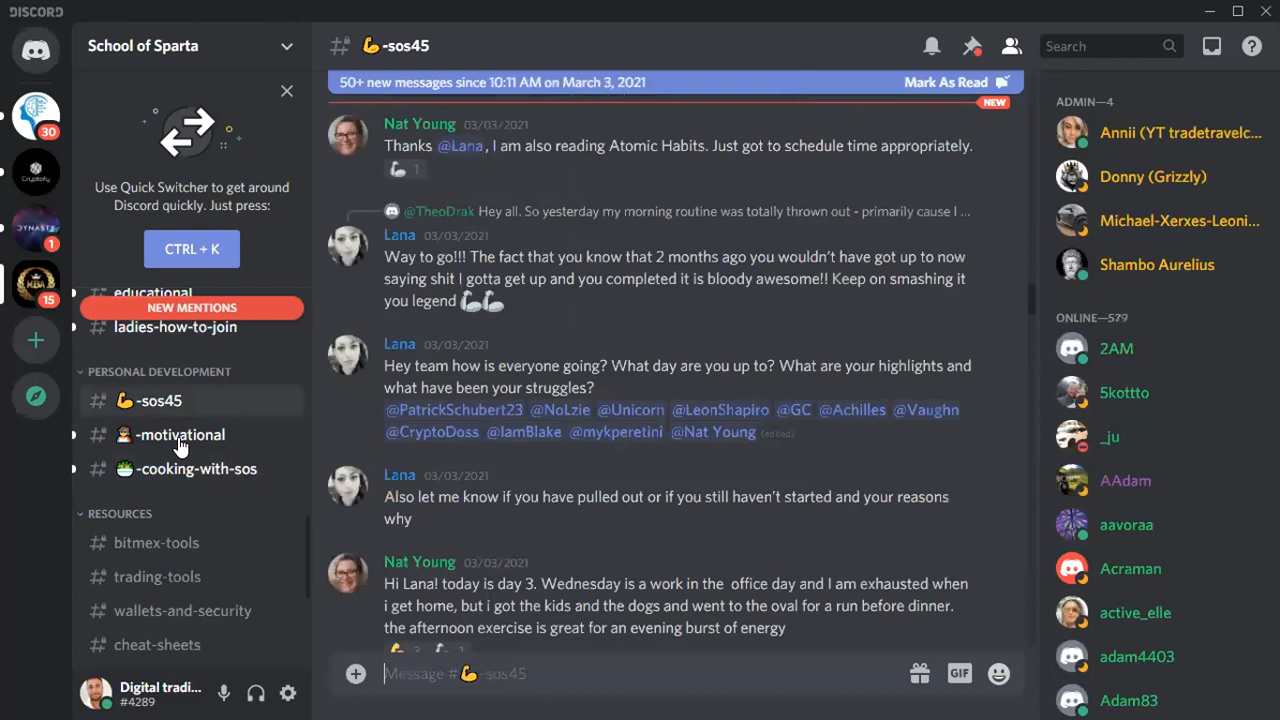 DISCORD
School of Sparta
30
1
DYNAST3
MBA
15
Use Quick Switcher to get around
Discord quickly. Just press:
CTRL + K
educational
NEW MENTIONS
ladies-how-to-join
PERSONAL DEVELOPMENT
💪-sos45
-motivational
-cooking-with-sos
RESOURCES
bitmex-tools
trading-tools
wallets-and-security
cheat-sheets
Digital tradi...
#4289
💪-sos45
Search
50+ new messages since 10:11 AM on March 3, 2021
Mark As Read
NEW
Nat Young 03/03/2021
Thanks @Lana, I am also reading Atomic Habits. Just got to schedule time appropriately.
1
@TheoDrak Hey all. So yesterday my morning routine was totally thrown out - primarily cause I ...
Lana 03/03/2021
Way to go!!! The fact that you know that 2 months ago you wouldn't have got up to now
saying shit I gotta get up and you completed it is bloody awesome!! Keep on smashing it
you legend 💪💪
Lana 03/03/2021
Hey team how is everyone going? What day are you up to? What are your highlights and
what have been your struggles?
@PatrickSchubert23 @NoLzie @Unicorn @LeonShapiro @GC @Achilles @Vaughn
@CryptoDoss @IamBlake @mykperetini @Nat Young (edited)
Lana 03/03/2021
Also let me know if you have pulled out or if you still haven't started and your reasons
why
Nat Young 03/03/2021
Hi Lana! today is day 3. Wednesday is a work in the office day and I am exhausted when
i get home, but i got the kids and the dogs and went to the oval for a run before dinner.
the afternoon exercise is great for an evening burst of energy
Message #💪-sos45
GIF
ADMIN—4
Annii (YT tradetravelc...
Donny (Grizzly)
Michael-Xerxes-Leoni...
Shambo Aurelius
ONLINE—579
2AM
5kottto
_ju
AAdam
aavoraa
Acraman
active_elle
adam4403
Adam83